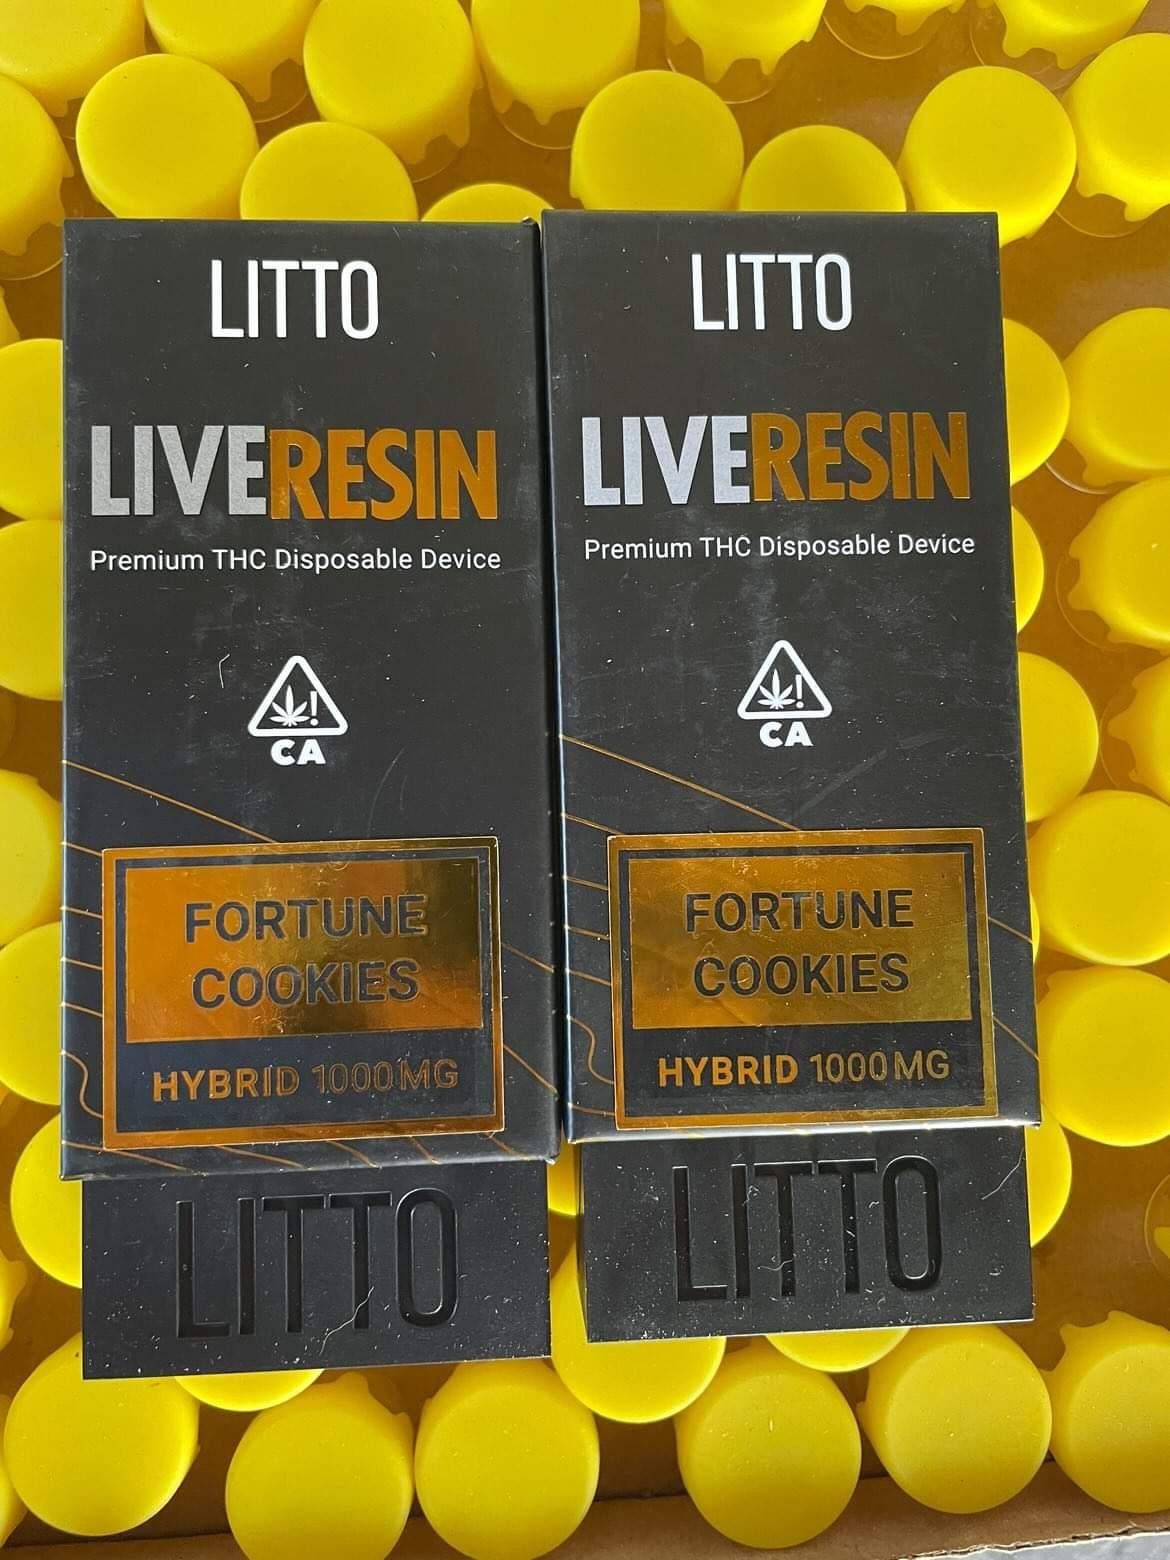 LITTO
LIVERESIN
Premium THC Disposable Device
!
CA
FORTUNE
COOKIES
HYBRID 1000MG
LITTO
LITTO
LIVERESIN
Premium THC Disposable Device
!
CA
FORTUNE
COOKIES
HYBRID 1000MG
LITTO